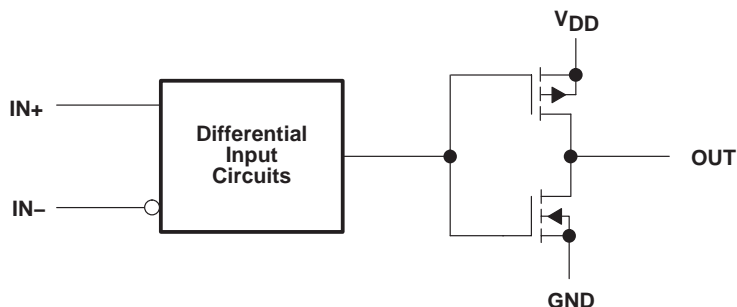 VDD
IN+
Differential
Input
Circuits
OUT
IN–
GND